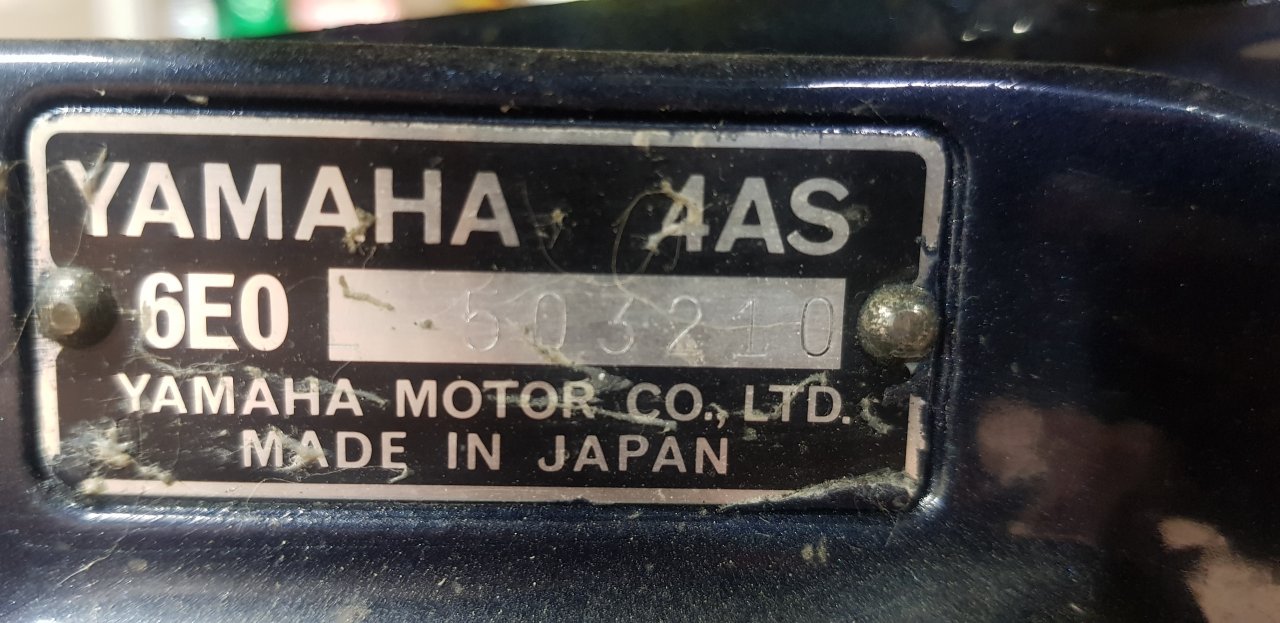 YAMAHA 4AS
6E0 L 503210
YAMAHA MOTOR CO., LTD.
MADE IN JAPAN